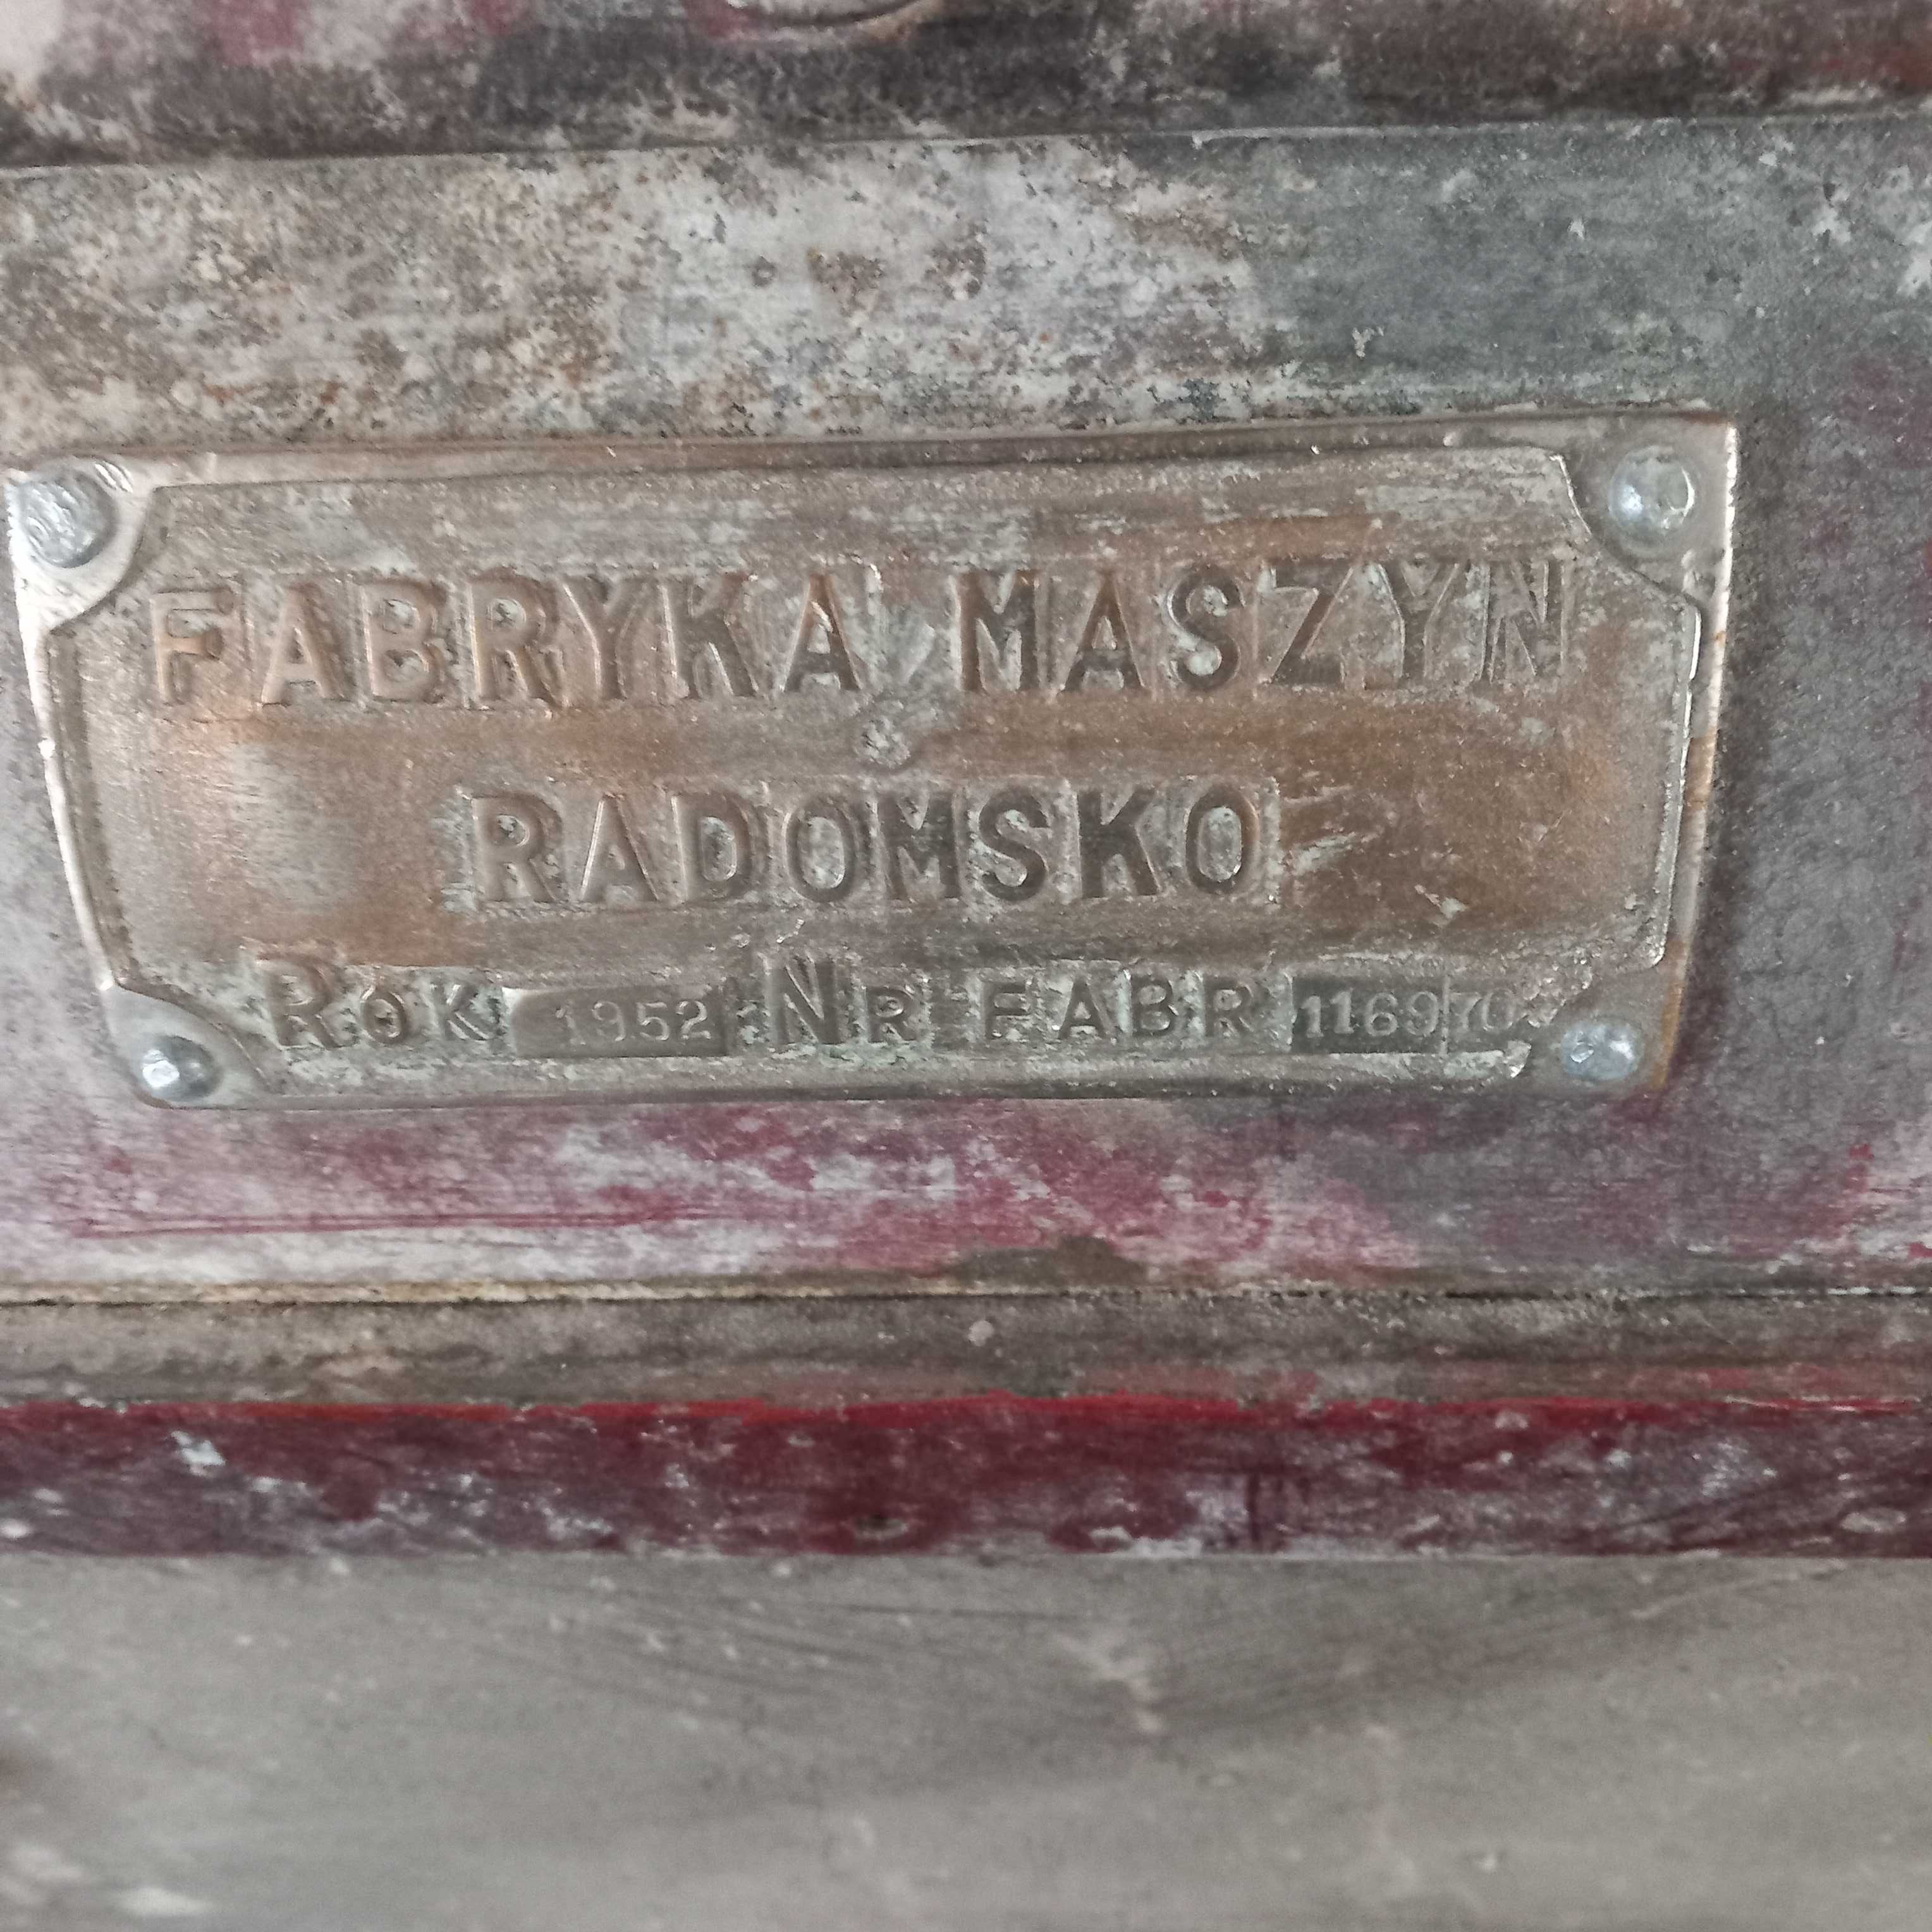 FABRYKA MASZYN
RADOMSKO
ROK 1952 NR FABR 116970